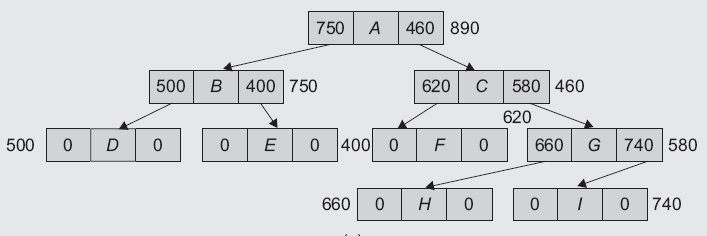 750 A 460 890
500 B 400 750
620 C 580 460
500 0 D 0
0 E 0 400
0 F 0 620
660 G 740 580
660 0 H 0
0 I 0 740